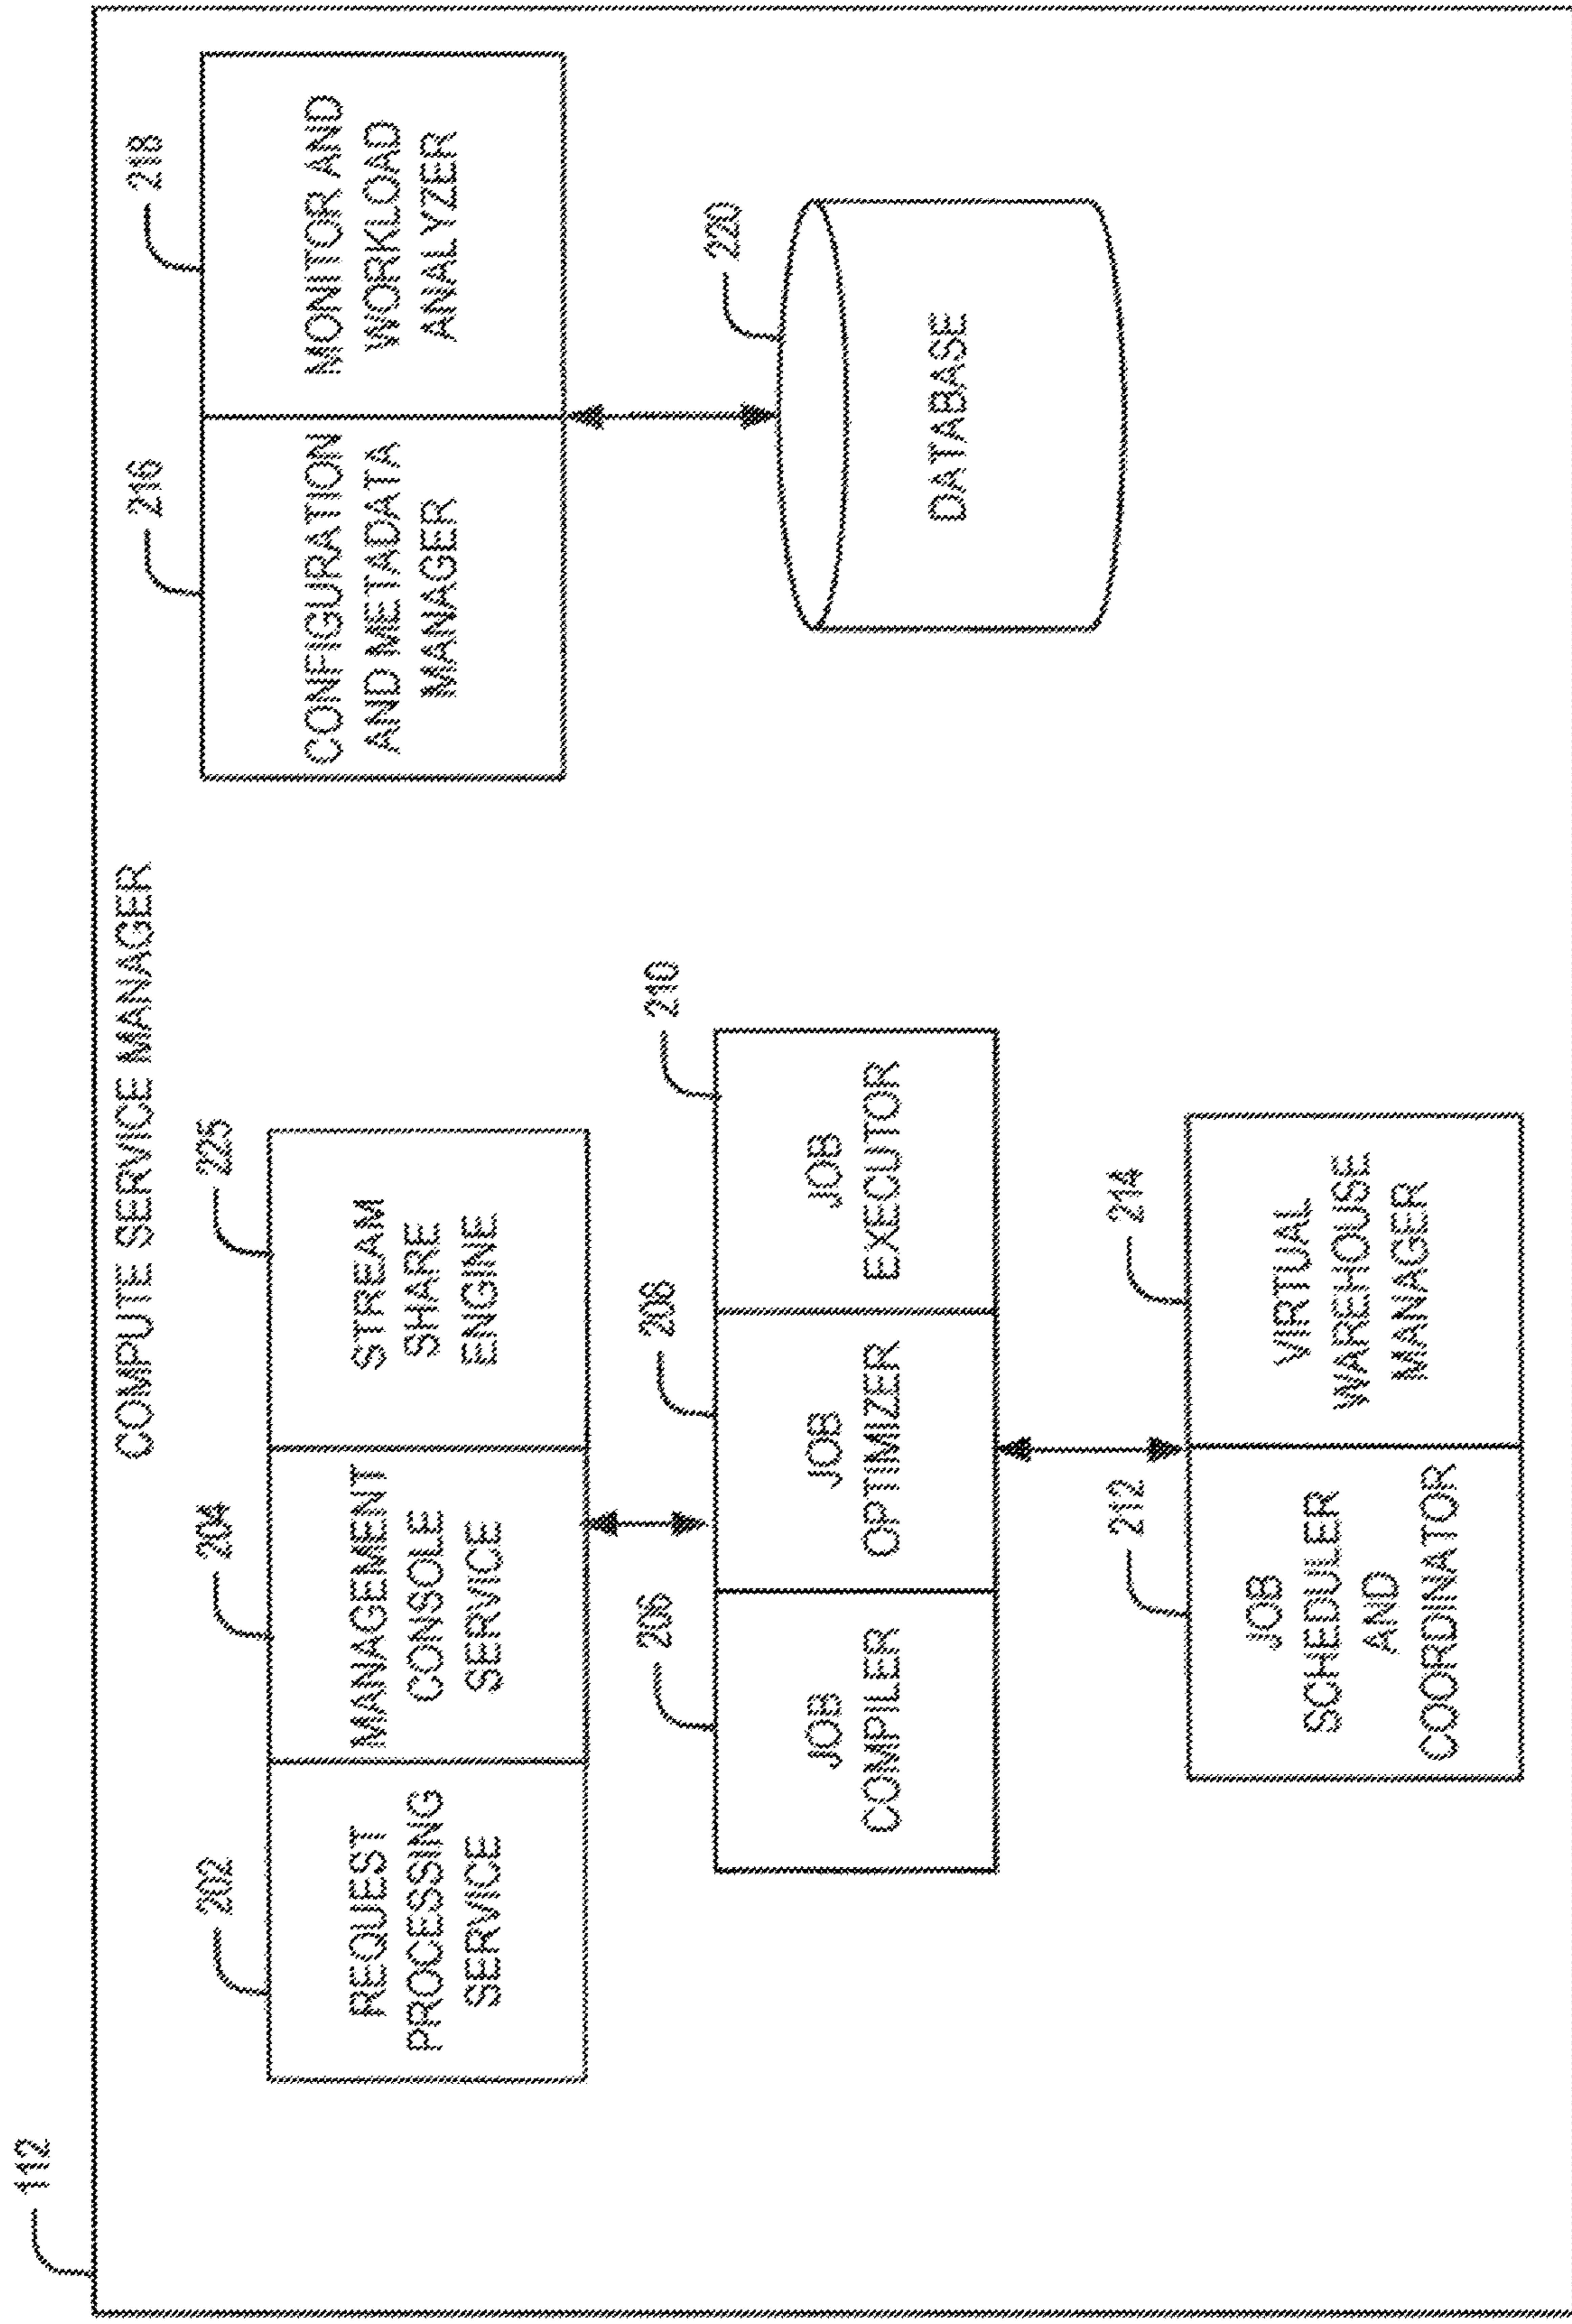 112
COMPUTE SERVICE MANAGER
202
REQUEST
PROCESSING
SERVICE
204
MANAGEMENT
CONSOLE
SERVICE
225
STREAM
SHARE
ENGINE
206
JOB
COMPILER
208
JOB
OPTIMIZER
210
JOB
EXECUTOR
212
JOB
SCHEDULER
AND
COORDINATOR
214
VIRTUAL
WAREHOUSE
MANAGER
216
CONFIGURATION
AND METADATA
MANAGER
218
MONITOR AND
WORKLOAD
ANALYZER
220
DATABASE